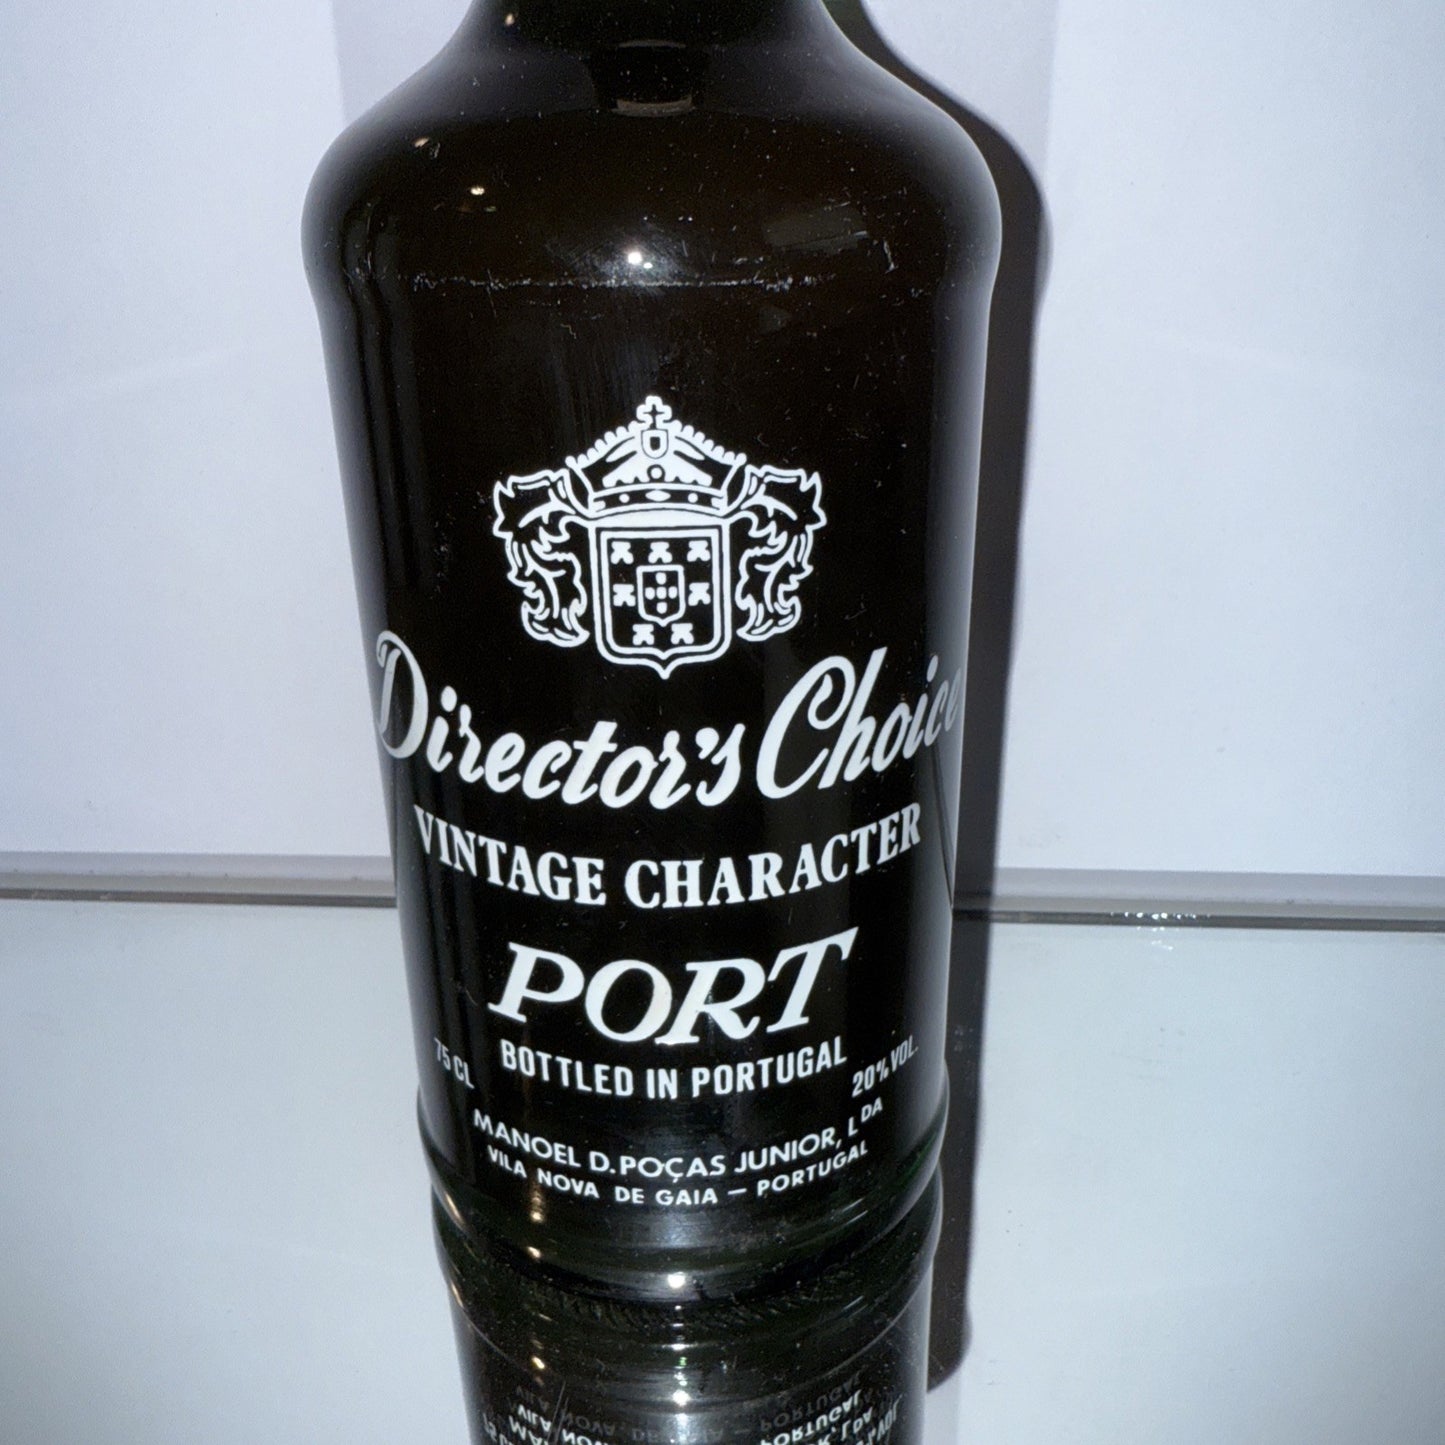 Director's Choice
VINTAGE CHARACTER
PORT
BOTTLED IN PORTUGAL
75 CL
20% VOL.
MANOEL D. POÇAS JUNIOR, LDA
VILA NOVA DE GAIA — PORTUGAL